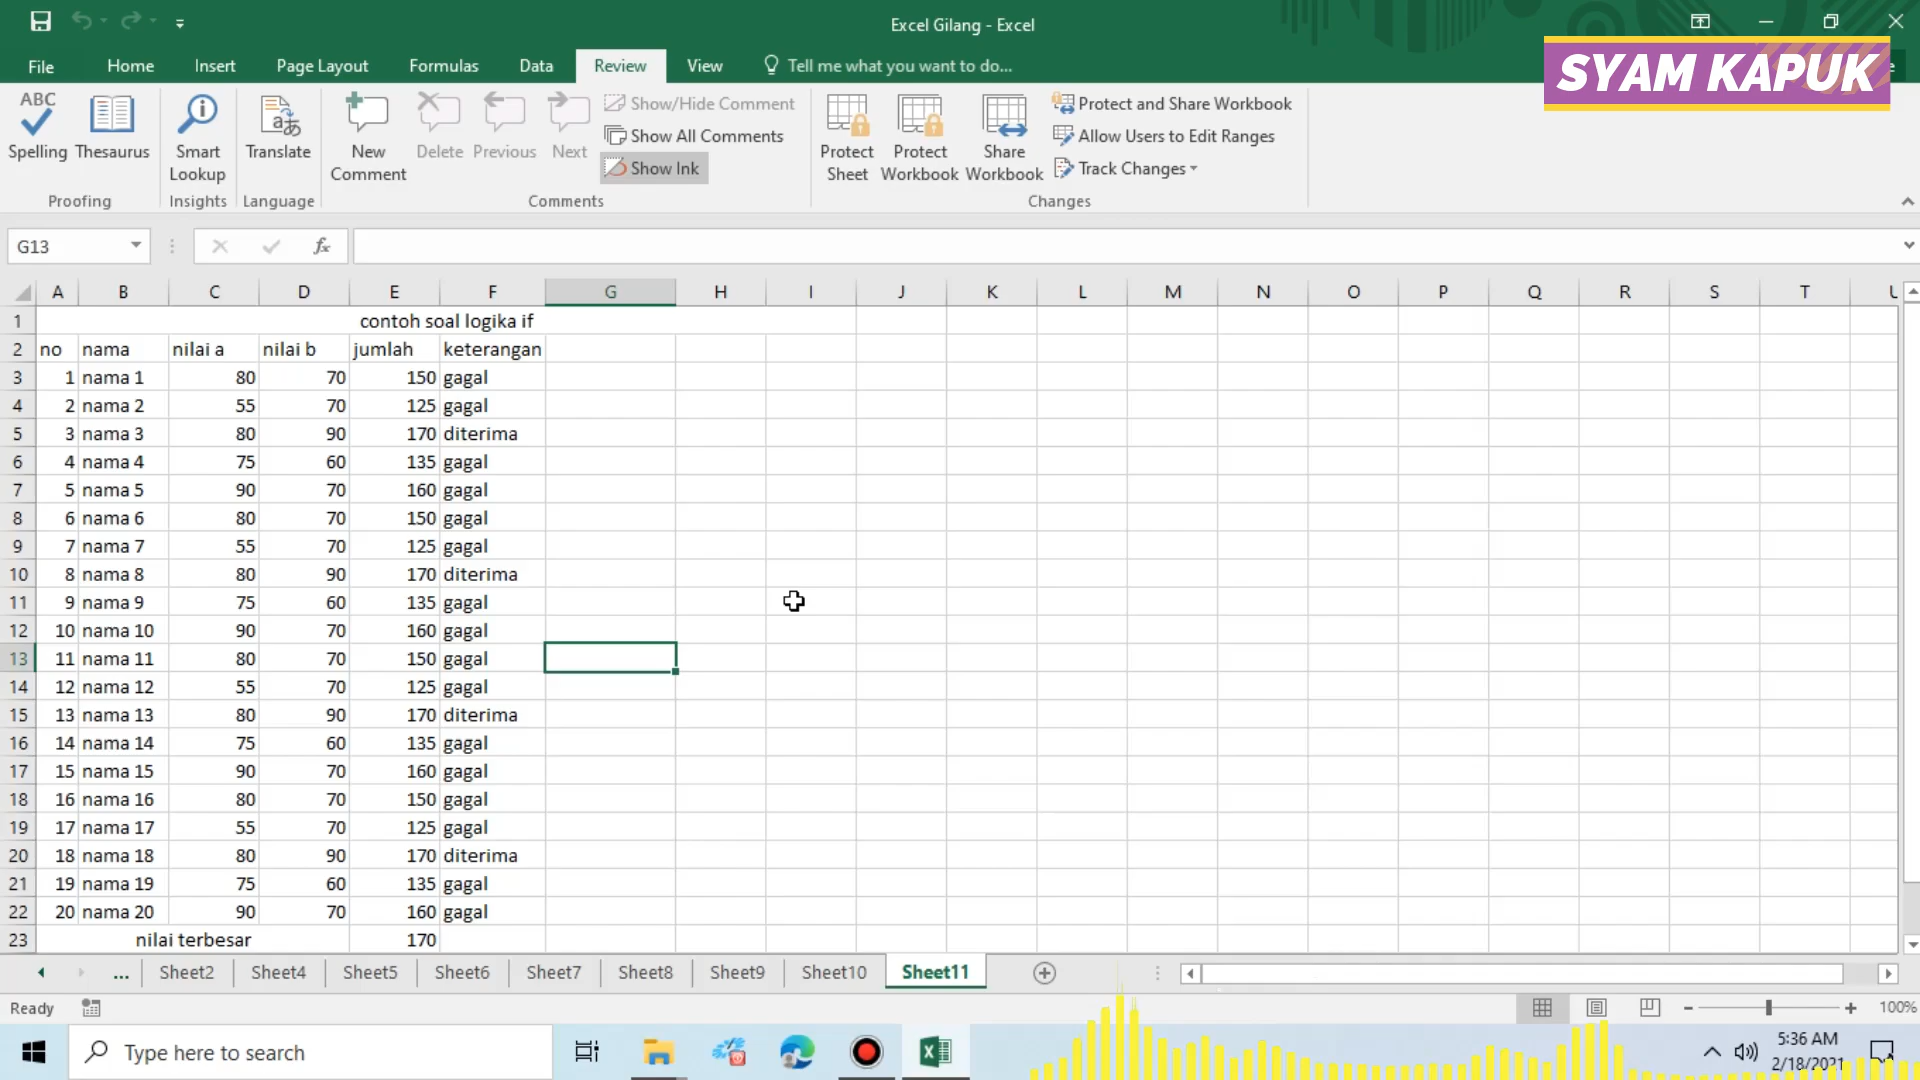 Excel Gilang - Excel
SYAM KAPUK
File Home Insert Page Layout Formulas Data Review View Tell me what you want to do...
ABC
Spelling Thesaurus Smart Lookup Translate New Comment Delete Previous Next
Show/Hide Comment
Show All Comments
Show Ink
Protect Sheet Protect Workbook Share Workbook
Protect and Share Workbook
Allow Users to Edit Ranges
Track Changes
Proofing Insights Language Comments Changes
G13 fx
A B C D E F G H I J K L M N O P Q R S T U
1 contoh soal logika if
2 no nama nilai a nilai b jumlah keterangan
3 1 nama 1 80 70 150 gagal
4 2 nama 2 55 70 125 gagal
5 3 nama 3 80 90 170 diterima
6 4 nama 4 75 60 135 gagal
7 5 nama 5 90 70 160 gagal
8 6 nama 6 80 70 150 gagal
9 7 nama 7 55 70 125 gagal
10 8 nama 8 80 90 170 diterima
11 9 nama 9 75 60 135 gagal
12 10 nama 10 90 70 160 gagal
13 11 nama 11 80 70 150 gagal
14 12 nama 12 55 70 125 gagal
15 13 nama 13 80 90 170 diterima
16 14 nama 14 75 60 135 gagal
17 15 nama 15 90 70 160 gagal
18 16 nama 16 80 70 150 gagal
19 17 nama 17 55 70 125 gagal
20 18 nama 18 80 90 170 diterima
21 19 nama 19 75 60 135 gagal
22 20 nama 20 90 70 160 gagal
23 nilai terbesar 170
... Sheet2 Sheet4 Sheet5 Sheet6 Sheet7 Sheet8 Sheet9 Sheet10 Sheet11
Ready 100%
Type here to search
5:36 AM
2/18/2021